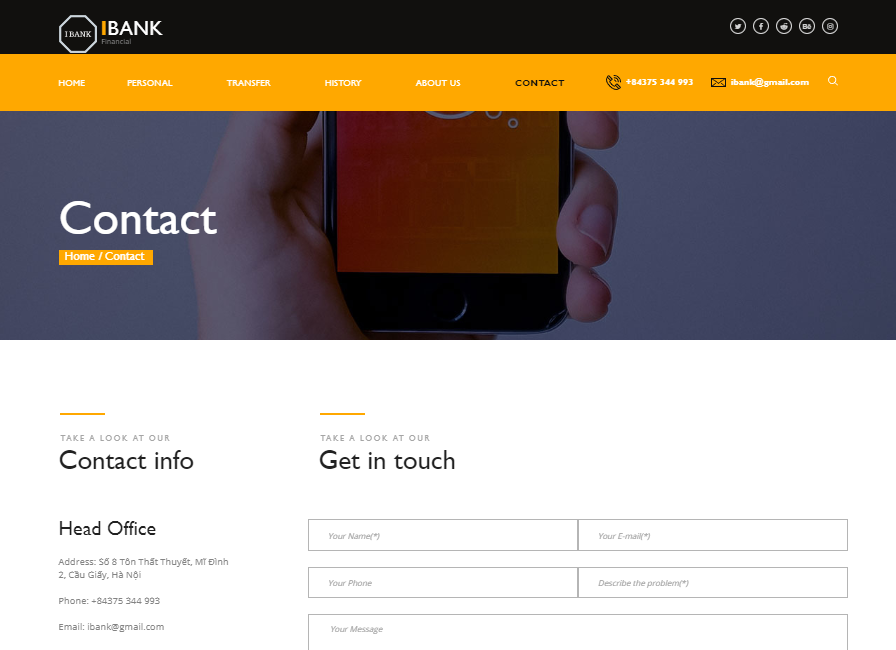 I BANK
IBANK
Financial
HOME PERSONAL TRANSFER HISTORY ABOUT US CONTACT +84375 344 993 ibank@gmail.com
Contact
Home / Contact
TAKE A LOOK AT OUR
Contact info
Head Office
Address: Số 8 Tôn Thất Thuyết, Mĩ Đình
2, Cầu Giấy, Hà Nội
Phone: +84375 344 993
Email: ibank@gmail.com
TAKE A LOOK AT OUR
Get in touch
Your Name(*) Your E-mail(*)
Your Phone Describe the problem(*)
Your Message